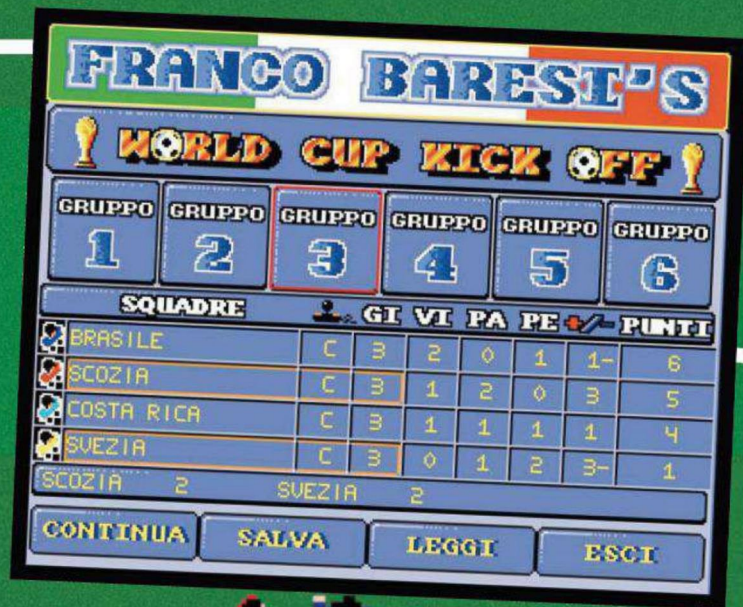 FRANCO BARESI'S
WORLD CUP KICK OFF
GRUPPO 1 GRUPPO 2 GRUPPO 3 GRUPPO 4 GRUPPO 5 GRUPPO 6
SQUADRE GI VI PA PE +/- PUNTI
BRASILE C 3 2 0 1 1- 6
SCOZIA C 3 1 2 0 3 5
COSTA RICA C 3 1 1 1 1 4
SVEZIA C 3 0 1 2 3- 1
SCOZIA 2 SVEZIA 2
CONTINUA SALVA LEGGI ESCI